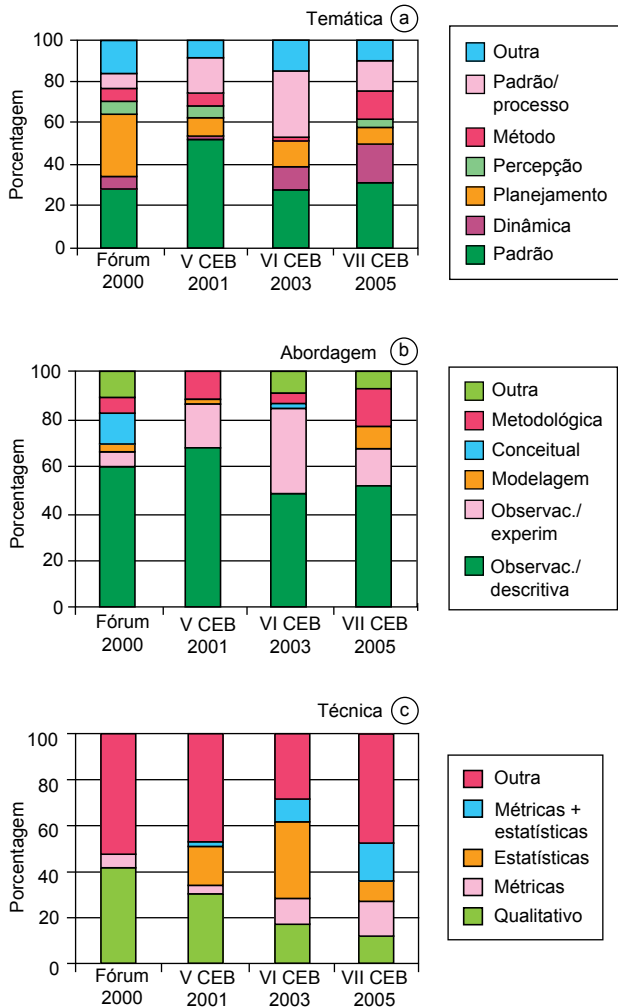 Temática a
Porcentagem
100
80
60
40
20
0
Fórum
2000
V CEB
2001
VI CEB
2003
VII CEB
2005
Outra
Padrão/
processo
Método
Percepção
Planejamento
Dinâmica
Padrão
Abordagem b
Porcentagem
100
80
60
40
20
0
Fórum
2000
V CEB
2001
VI CEB
2003
VII CEB
2005
Outra
Metodológica
Conceitual
Modelagem
Observac./
experim
Observac./
descritiva
Técnica c
Porcentagem
100
80
60
40
20
0
Fórum
2000
V CEB
2001
VI CEB
2003
VII CEB
2005
Outra
Métricas +
estatísticas
Estatísticas
Métricas
Qualitativo